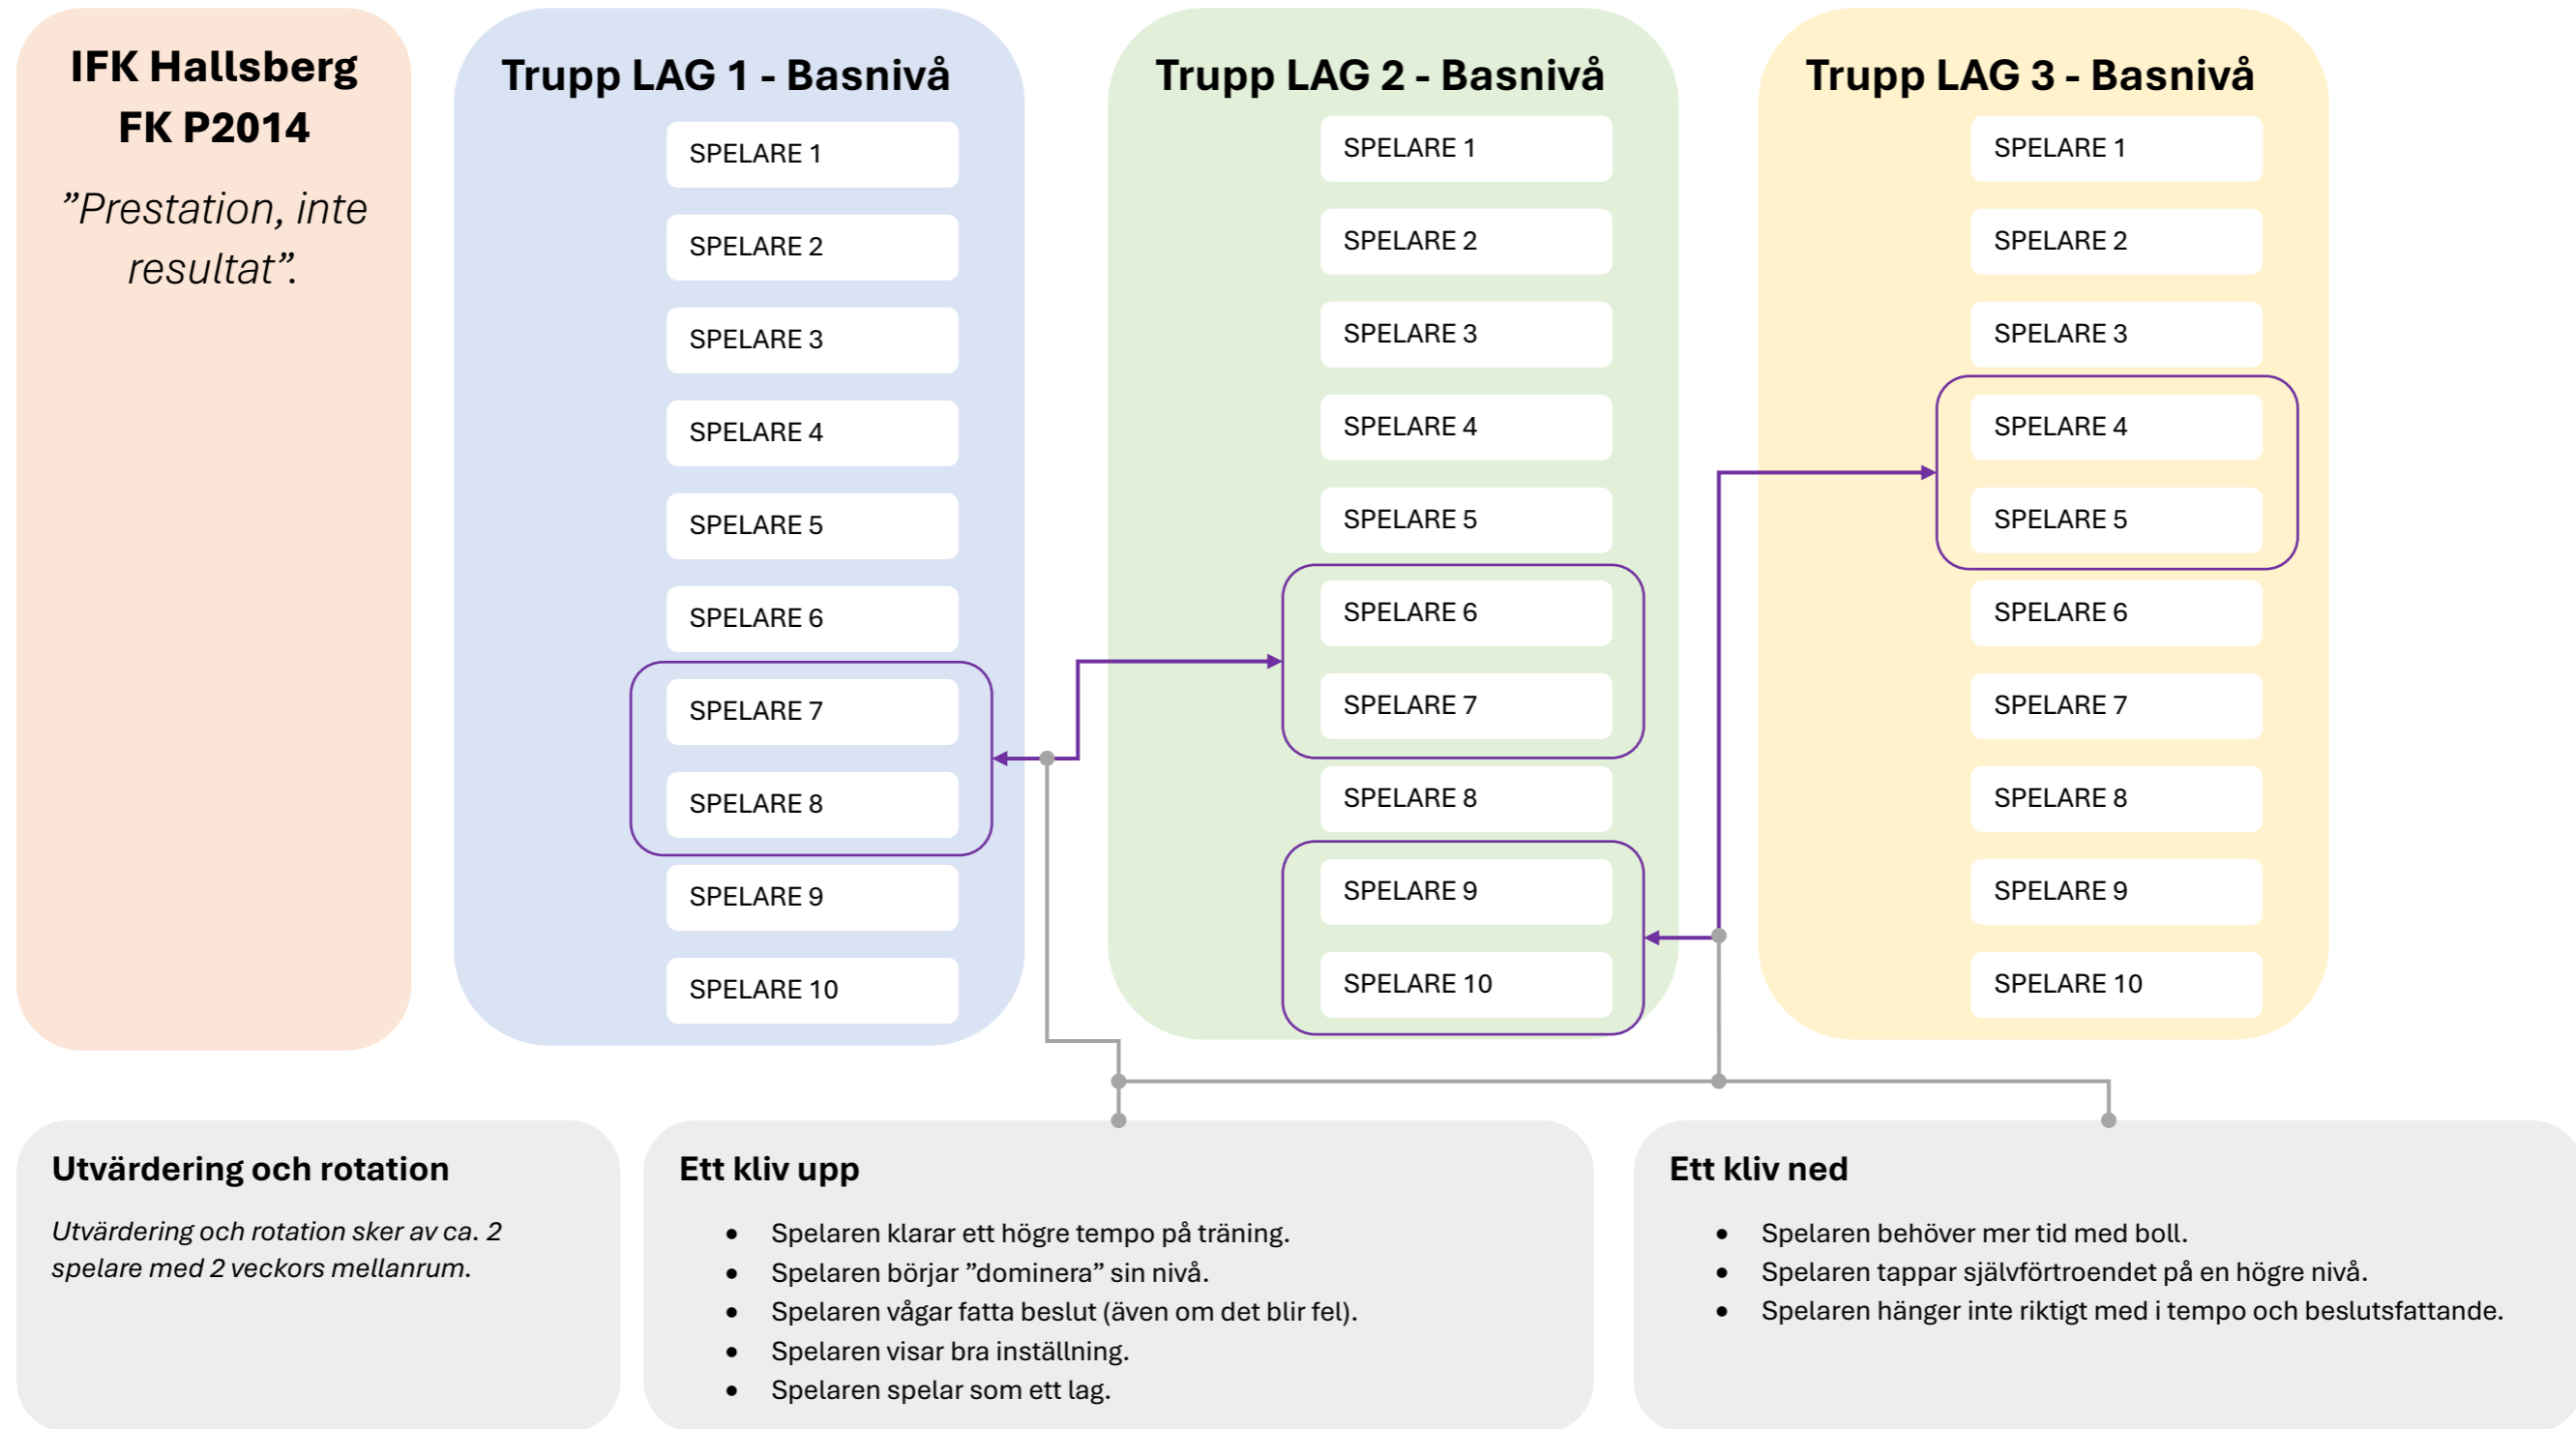 IFK Hallsberg
FK P2014
”Prestation, inte
resultat”.
Trupp LAG 1 - Basnivå
SPELARE 1
SPELARE 2
SPELARE 3
SPELARE 4
SPELARE 5
SPELARE 6
SPELARE 7
SPELARE 8
SPELARE 9
SPELARE 10
Trupp LAG 2 - Basnivå
SPELARE 1
SPELARE 2
SPELARE 3
SPELARE 4
SPELARE 5
SPELARE 6
SPELARE 7
SPELARE 8
SPELARE 9
SPELARE 10
Trupp LAG 3 - Basnivå
SPELARE 1
SPELARE 2
SPELARE 3
SPELARE 4
SPELARE 5
SPELARE 6
SPELARE 7
SPELARE 8
SPELARE 9
SPELARE 10
Utvärdering och rotation
Utvärdering och rotation sker av ca. 2
spelare med 2 veckors mellanrum.
Ett kliv upp
• Spelaren klarar ett högre tempo på träning.
• Spelaren börjar ”dominera” sin nivå.
• Spelaren vågar fatta beslut (även om det blir fel).
• Spelaren visar bra inställning.
• Spelaren spelar som ett lag.
Ett kliv ned
• Spelaren behöver mer tid med boll.
• Spelaren tappar självförtroendet på en högre nivå.
• Spelaren hänger inte riktigt med i tempo och beslutsfattande.